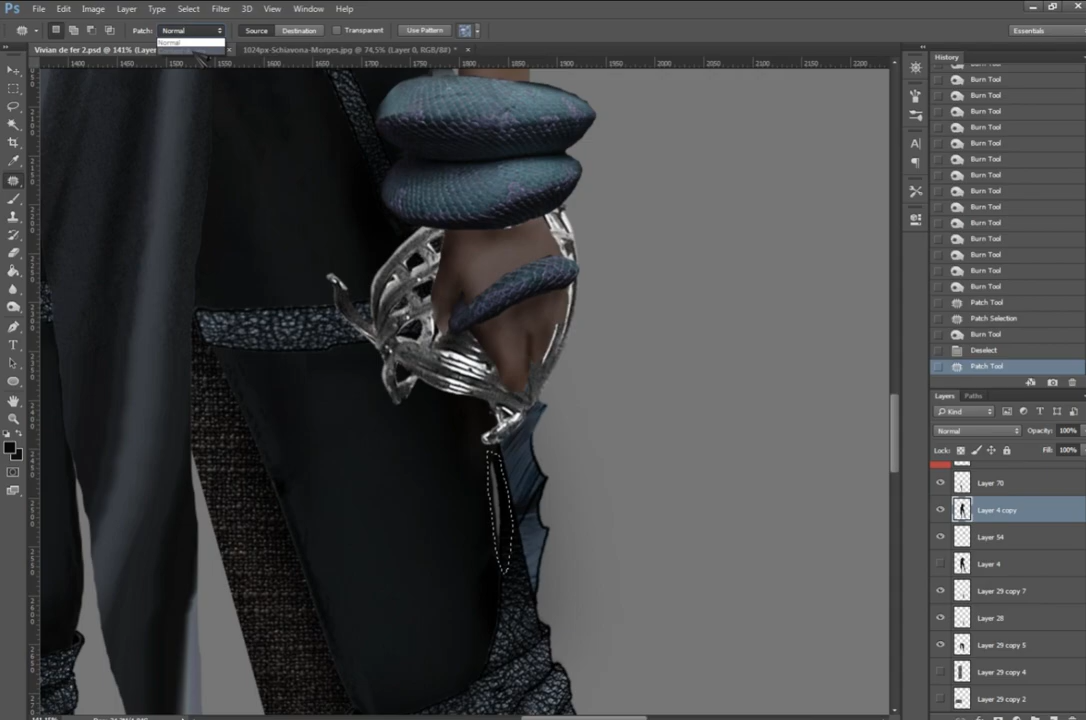 Ps File Edit Image Layer Type Select Filter 3D View Window Help
Patch: Normal Source Destination Transparent Use Pattern Essentials
Normal
Vivian de fer 2.psd @ 141% (Layer
1024px-Schiavona-Morges.jpg @ 74,5% (Layer 0, RGB/8#) *
1400 1450 1500 1550 1600 1650 1700 1750 1800 1850 1900 1950 2000 2050 2100 2150 2200
History
Burn Tool
Burn Tool
Burn Tool
Burn Tool
Burn Tool
Burn Tool
Burn Tool
Burn Tool
Burn Tool
Burn Tool
Burn Tool
Burn Tool
Burn Tool
Burn Tool
Patch Tool
Patch Selection
Burn Tool
Deselect
Patch Tool
Layers Paths
Kind
Normal Opacity: 100%
Lock: Fill: 100%
Layer 70
Layer 4 copy
Layer 54
Layer 4
Layer 29 copy 7
Layer 28
Layer 29 copy 5
Layer 29 copy 4
Layer 29 copy 2